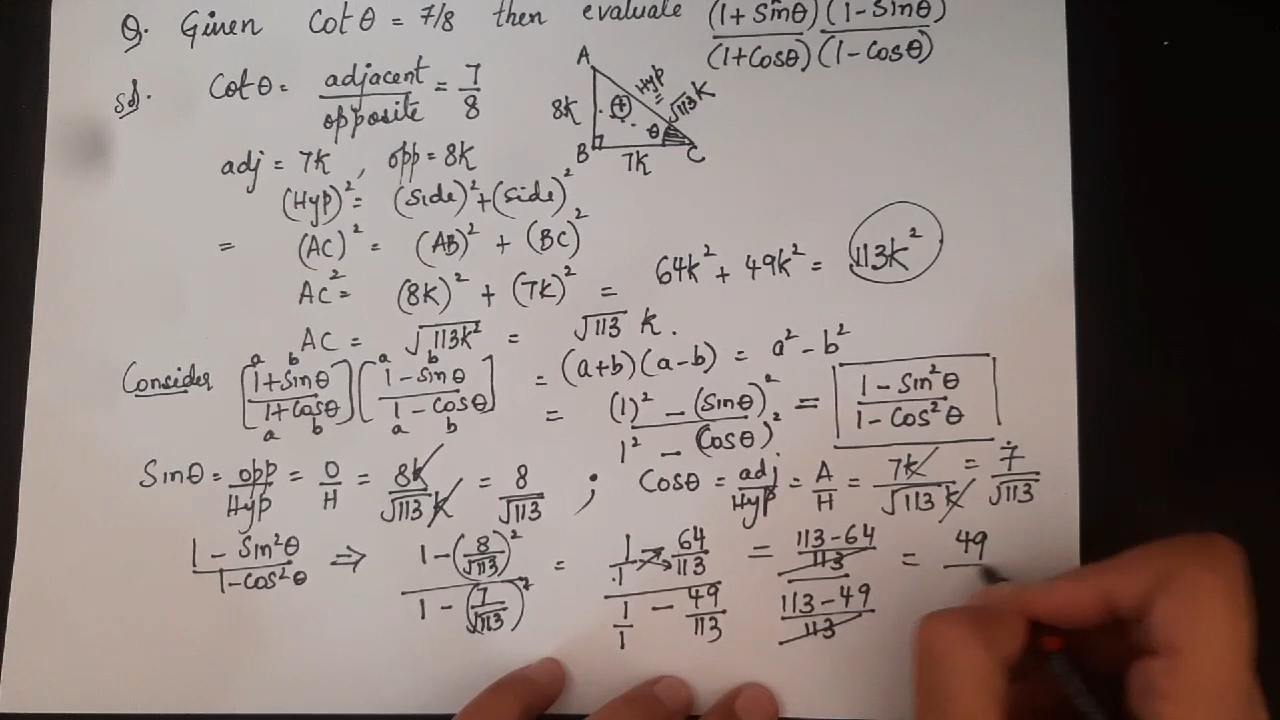 Q. Given Cotθ = 7/8 then evaluate (1+Sinθ)(1-Sinθ) / (1+Cosθ)(1-Cosθ)
Sol. Cotθ = adjacent/opposite = 7/8
A 8k B 7k C θ Hyp √113 k
adj = 7k, opp = 8k
(Hyp)² = (Side)² + (Side)²
= (AC)² = (AB)² + (BC)²
AC² = (8k)² + (7k)² = 64k² + 49k² = 113k²
AC = √113k² = √113 k.
Consider [1+Sinθ / 1+Cosθ] [1-Sinθ / 1-Cosθ] = (a+b)(a-b) = a² - b²
a b a b
a b a b
= (1)² - (Sinθ)² / 1² - (Cosθ)² = 1-Sin²θ / 1-Cos²θ
Sinθ = opp/Hyp = O/H = 8k/√113 k = 8/√113 ; Cosθ = adj/Hyp = A/H = 7k/√113 k = 7/√113
1-Sin²θ / 1-Cos²θ ⇒ 1-(8/√113)² / 1-(7/√113)² = 1/1 - 64/113 / 1/1 - 49/113 = 113-64/113 / 113-49/113 = 49